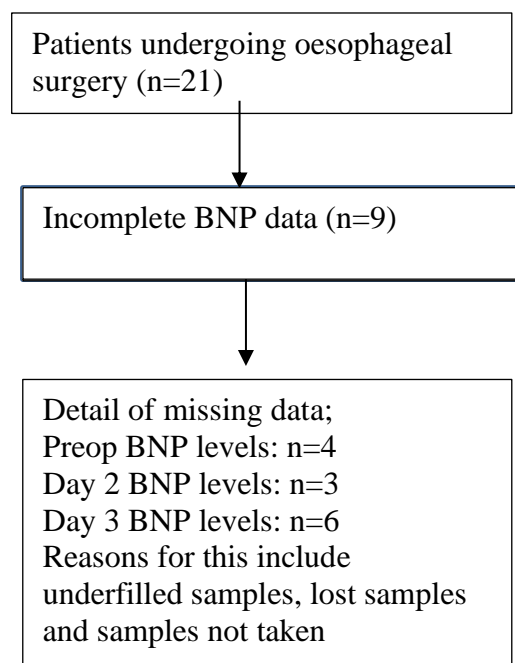 Patients undergoing oesophageal
surgery (n=21)
Incomplete BNP data (n=9)
Detail of missing data;
Preop BNP levels: n=4
Day 2 BNP levels: n=3
Day 3 BNP levels: n=6
Reasons for this include
underfilled samples, lost samples
and samples not taken